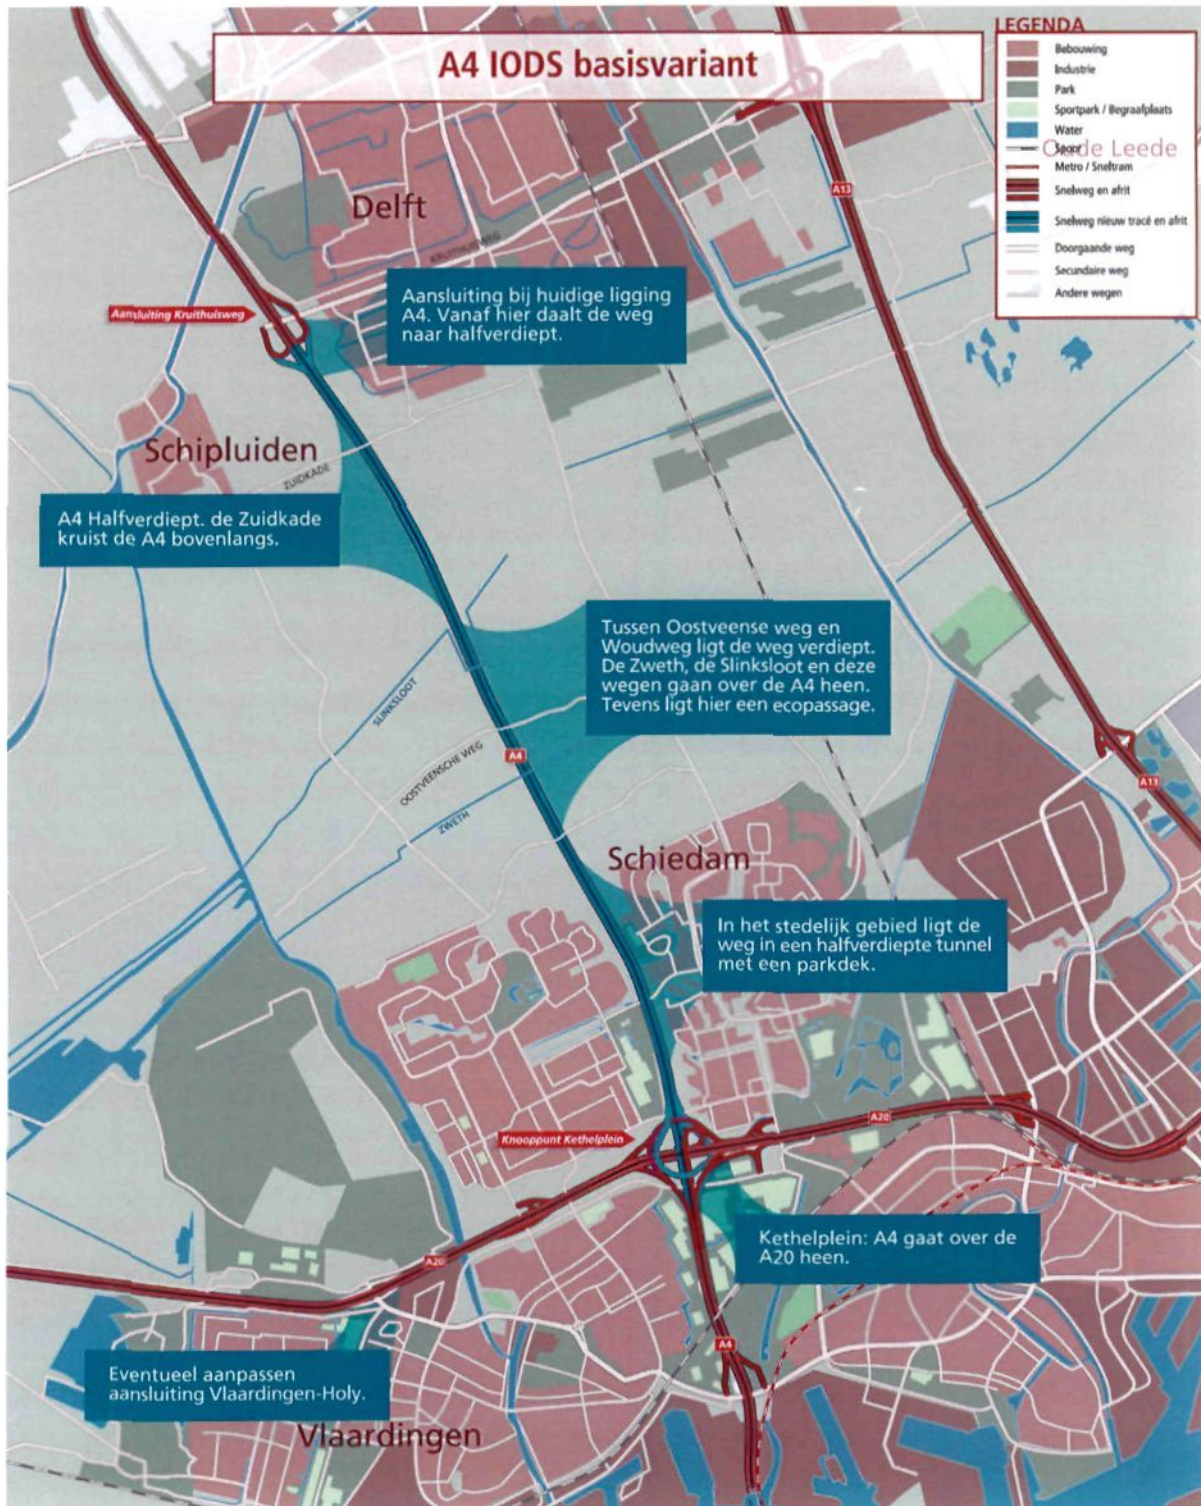 A4 IODS basisvariant
LEGENDA
Bebouwing
Industrie
Park
Sportpark / Begraafplaats
Water
Spoor
Metro / Sneltram
Snelweg en afrit
Snelweg nieuw tracé en afrit
Doorgaande weg
Secundaire weg
Andere wegen
Oude Leede
A13
Delft
KRUITHUISWEG
Aansluiting Kruithuisweg
Aansluiting bij huidige ligging
A4. Vanaf hier daalt de weg
naar halfverdiept.
Schipluiden
ZUIDKADE
A4 Halfverdiept. de Zuidkade
kruist de A4 bovenlangs.
Tussen Oostveense weg en
Woudweg ligt de weg verdiept.
De Zweth, de Slinksloot en deze
wegen gaan over de A4 heen.
Tevens ligt hier een ecopassage.
SLINKSLOOT
OOSTVEENSCHE WEG
A4
A13
ZWETH
Schiedam
In het stedelijk gebied ligt de
weg in een halfverdiepte tunnel
met een parkdek.
A20
Knooppunt Kethelplein
Kethelplein: A4 gaat over de
A20 heen.
A20
A4
Eventueel aanpassen
aansluiting Vlaardingen-Holy.
Vlaardingen